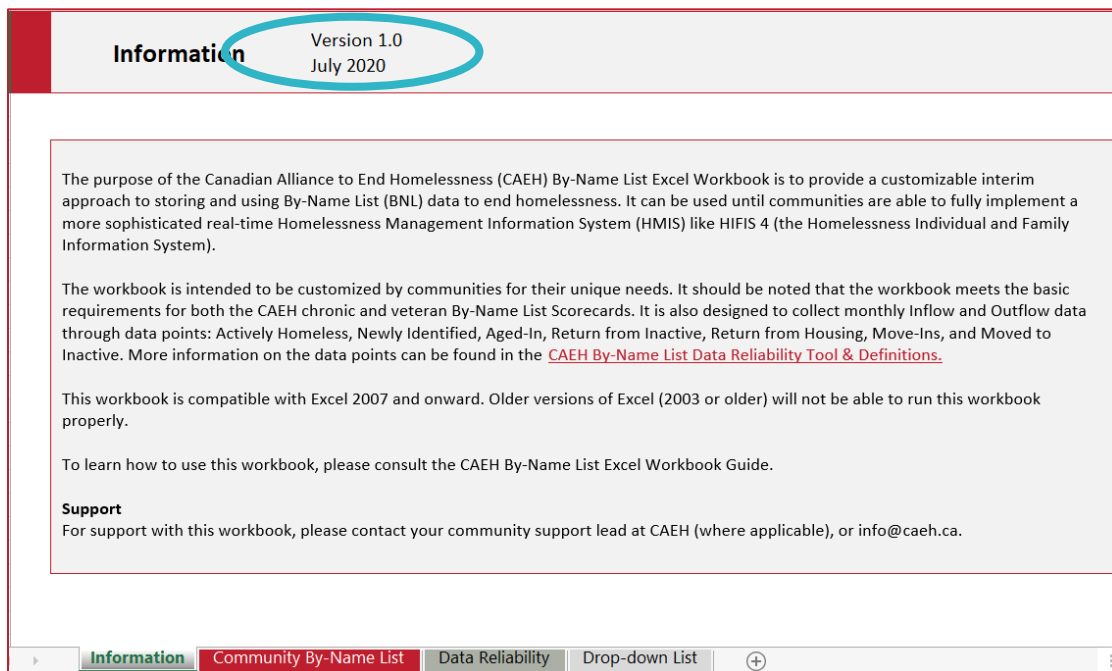 Information
Version 1.0
July 2020
The purpose of the Canadian Alliance to End Homelessness (CAEH) By-Name List Excel Workbook is to provide a customizable interim
approach to storing and using By-Name List (BNL) data to end homelessness. It can be used until communities are able to fully implement a
more sophisticated real-time Homelessness Management Information System (HMIS) like HIFIS 4 (the Homelessness Individual and Family
Information System).
The workbook is intended to be customized by communities for their unique needs. It should be noted that the workbook meets the basic
requirements for both the CAEH chronic and veteran By-Name List Scorecards. It is also designed to collect monthly Inflow and Outflow data
through data points: Actively Homeless, Newly Identified, Aged-In, Return from Inactive, Return from Housing, Move-Ins, and Moved to
Inactive. More information on the data points can be found in the CAEH By-Name List Data Reliability Tool & Definitions.
This workbook is compatible with Excel 2007 and onward. Older versions of Excel (2003 or older) will not be able to run this workbook
properly.
To learn how to use this workbook, please consult the CAEH By-Name List Excel Workbook Guide.
Support
For support with this workbook, please contact your community support lead at CAEH (where applicable), or info@caeh.ca.
Information Community By-Name List Data Reliability Drop-down List